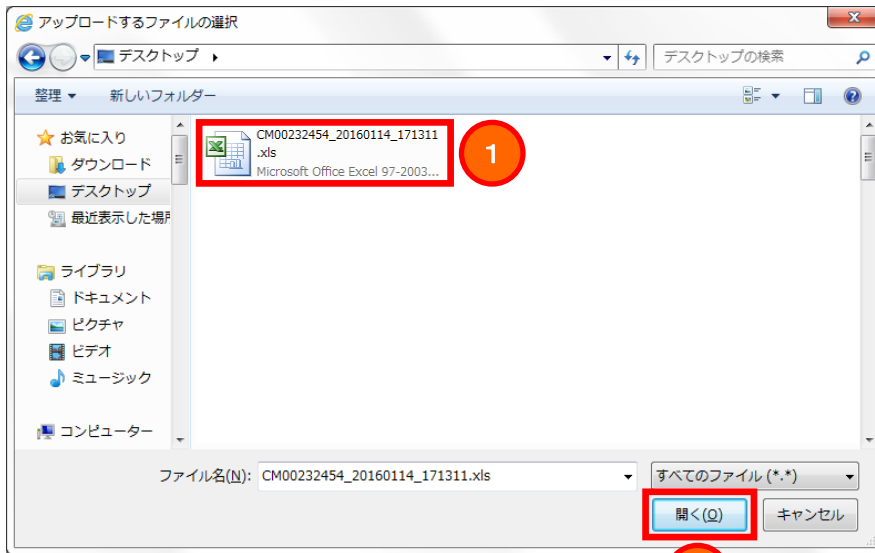 アップロードするファイルの選択
デスクトップ
デスクトップの検索
整理
新しいフォルダー
お気に入り
ダウンロード
デスクトップ
最近表示した場所
ライブラリ
ドキュメント
ピクチャ
ビデオ
ミュージック
コンピューター
CM00232454_20160114_171311
.xls
Microsoft Office Excel 97-2003...
1
ファイル名(N): CM00232454_20160114_171311.xls
すべてのファイル (*.*)
開く(O)
キャンセル